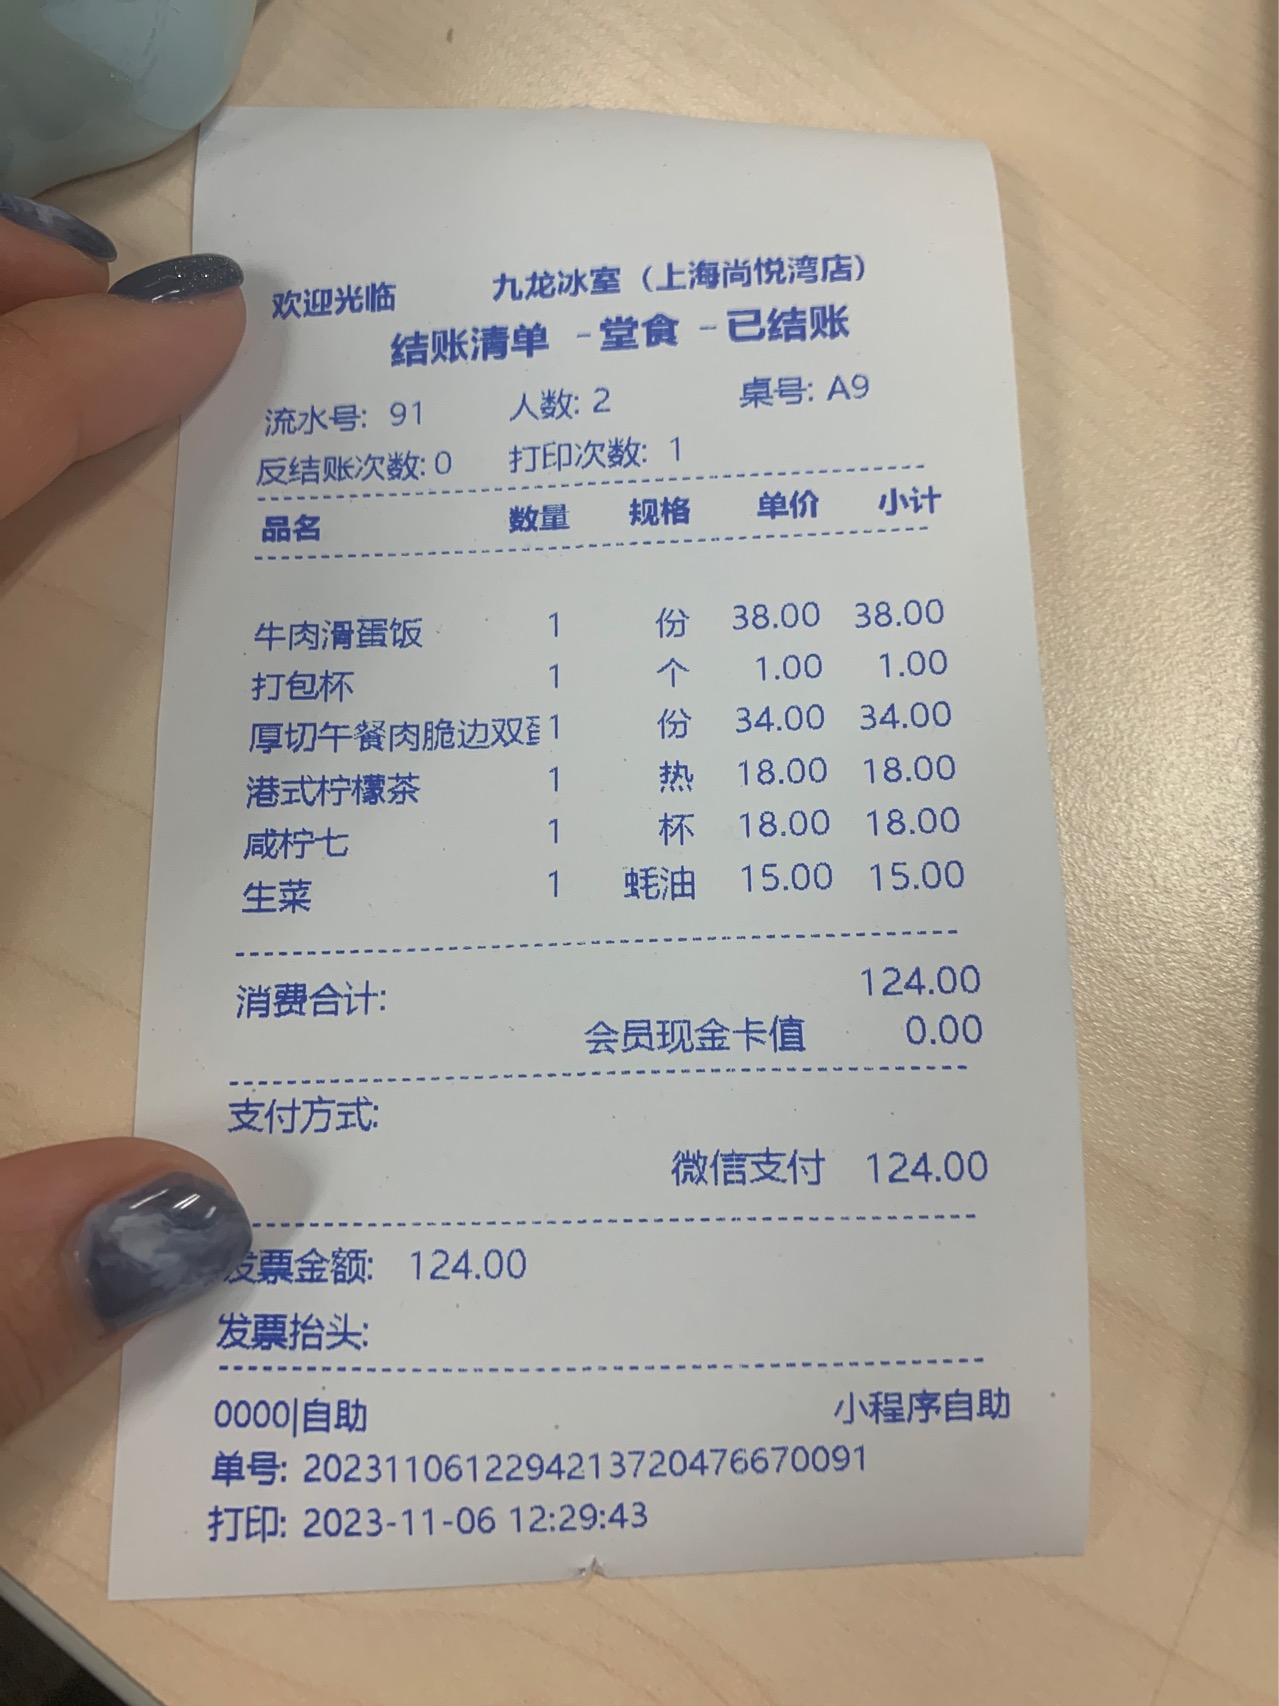 欢迎光临 九龙冰室（上海尚悦湾店）
结账清单 -堂食 -已结账
流水号: 91 人数: 2 桌号: A9
反结账次数: 0 打印次数: 1
品名 数量 规格 单价 小计
牛肉滑蛋饭 1 份 38.00 38.00
打包杯 1 个 1.00 1.00
厚切午餐肉脆边双 1 份 34.00 34.00
港式柠檬茶 1 热 18.00 18.00
咸柠七 1 杯 18.00 18.00
生菜 1 蚝油 15.00 15.00
消费合计: 124.00
会员现金卡值 0.00
支付方式:
微信支付 124.00
发票金额: 124.00
发票抬头:
0000|自助 小程序自助
单号: 2023110612294213720476670091
打印: 2023-11-06 12:29:43